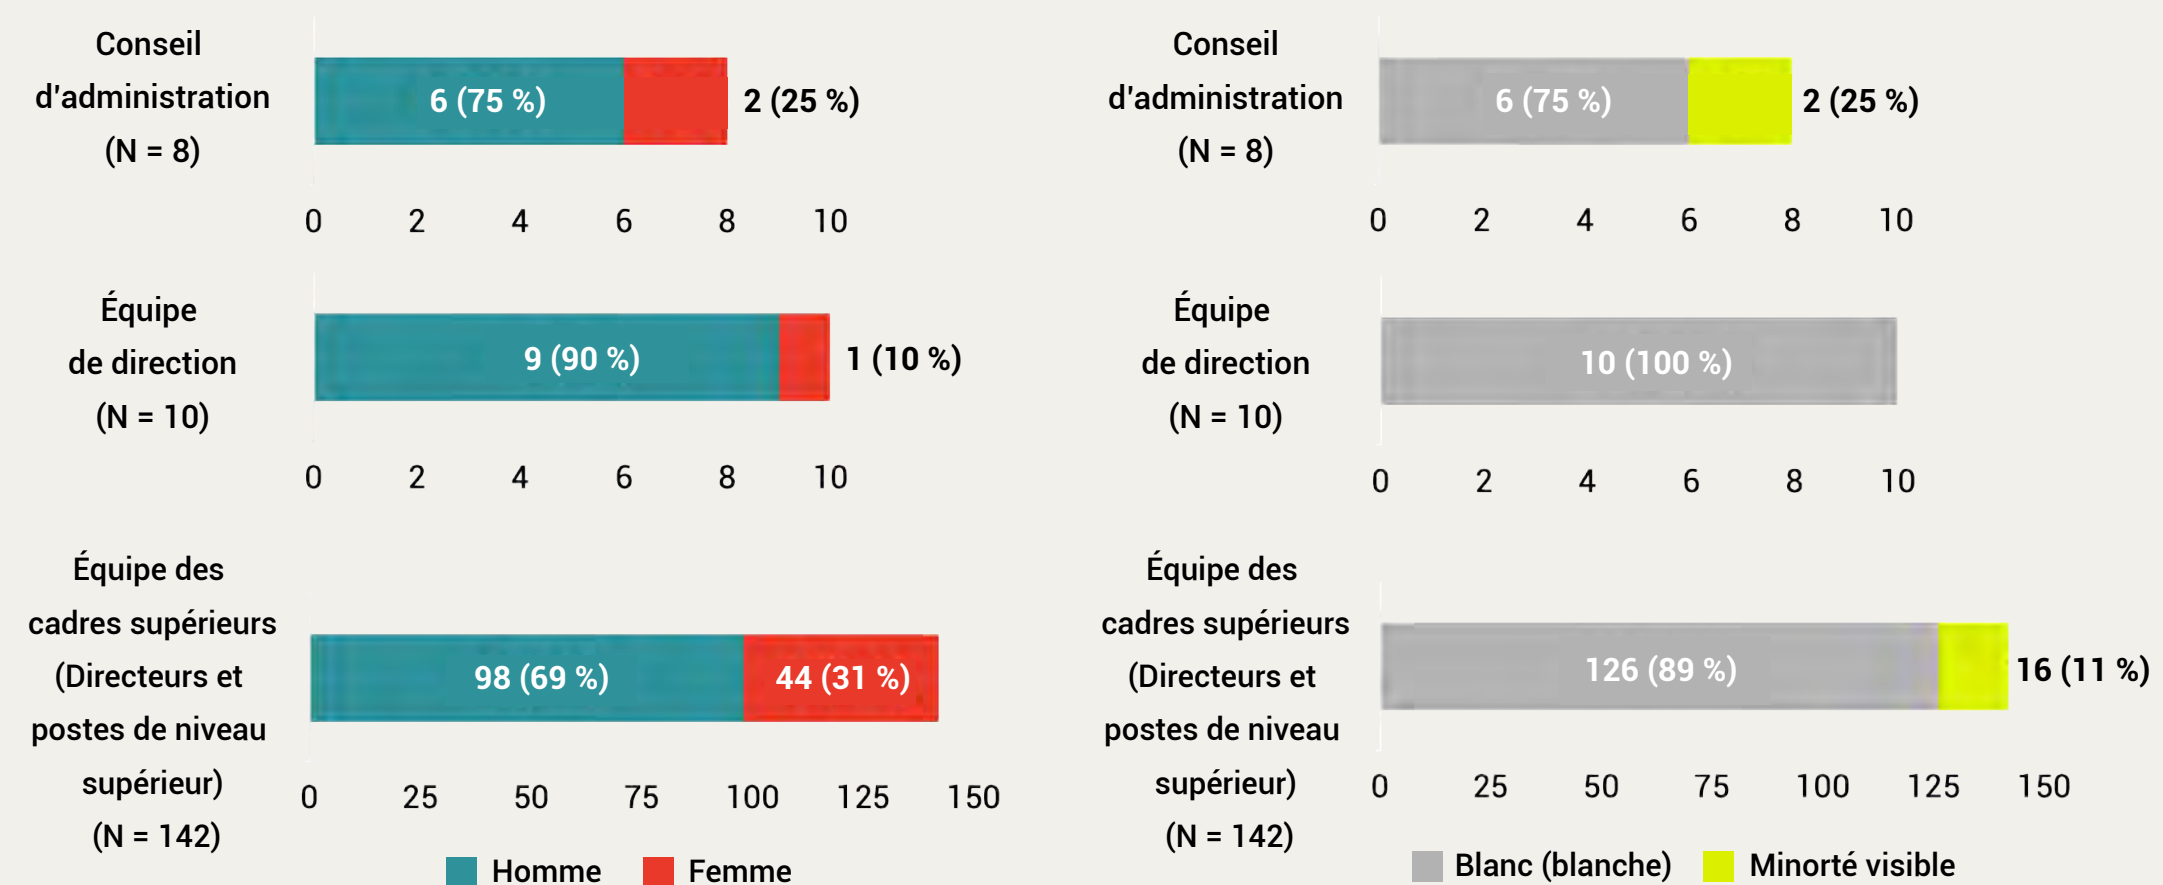 Conseil
d'administration
(N = 8)
6 (75 %)
2 (25 %)
0 2 4 6 8 10
Équipe
de direction
(N = 10)
9 (90 %)
1 (10 %)
0 2 4 6 8 10
Équipe des
cadres supérieurs
(Directeurs et
postes de niveau
supérieur)
(N = 142)
98 (69 %)
44 (31 %)
0 25 50 75 100 125 150
Homme
Femme
Conseil
d'administration
(N = 8)
6 (75 %)
2 (25 %)
0 2 4 6 8 10
Équipe
de direction
(N = 10)
10 (100 %)
0 2 4 6 8 10
Équipe des
cadres supérieurs
(Directeurs et
postes de niveau
supérieur)
(N = 142)
126 (89 %)
16 (11 %)
0 25 50 75 100 125 150
Blanc (blanche)
Minorté visible